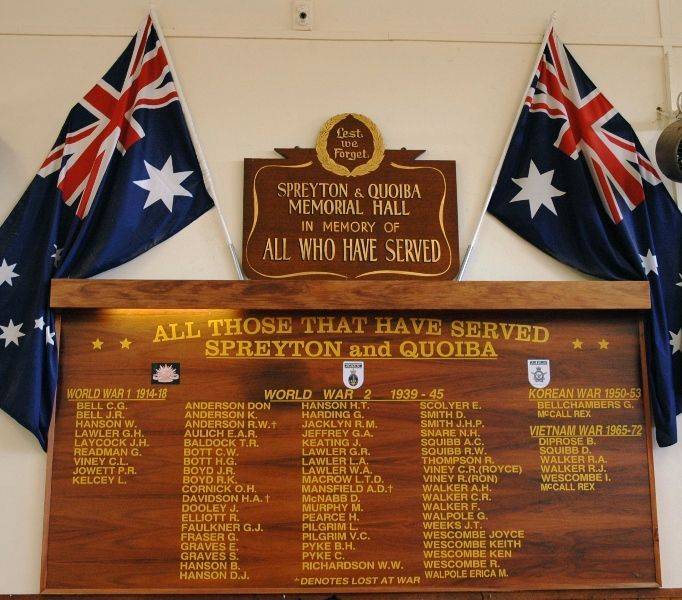 Lest
we
Forget.
SPREYTON & QUOIBA
MEMORIAL HALL
IN MEMORY OF
ALL WHO HAVE SERVED
ALL THOSE THAT HAVE SERVED
SPREYTON and QUOIBA
WORLD WAR 1 1914-18
BELL C.G.
BELL J.R.
HANSON W.
LAWLER G.H.
LAYCOCK J.H.
READMAN G.
VINEY C.L.
JOWETT P.R.
KELCEY L.
WORLD WAR 2 1939-45
ANDERSON DON
ANDERSON K.
ANDERSON R.W.†
AULICH E.A.R.
BALDOCK T.R.
BOTT C.W.
BOTT H.G.
BOYD J.T.
BOYD R.K.
CORNICK O.H.
DAVIDSON H.A.†
DOOLEY J.
ELLIOTT R.
FAULKNER G.J.
FRASER G.
GRAVES E.
GRAVES S.
HANSON B.
HANSON D.J.
HANSON H.T.
HARDING G.
JACKLYN R.M.
JEFFREY G.A.
KEATING J.
LAWLER G.R.
LAWLER L.A.
LAWLER W.A.
MACROW L.T.D.
MANSFIELD A.D.†
McNABB D.
MURPHY M.
PEARCE H.
PILGRIM L.
PILGRIM V.C.
PYKE B.H.
PYKE C.
RICHARDSON W.W.
SCOLYER E.
SMITH D.
SMITH J.H.P.
SNARE N.H.
SQUIBB A.C.
SQUIBB R.W.
THOMPSON R.
VINEY C.R.(ROYCE)
VINEY R.(RON)
WALKER A.H.
WALKER C.R.
WALKER F.
WALPOLE G.
WEEKS J.T.
WESCOMBE JOYCE
WESCOMBE KEITH
WESCOMBE KEN
WESCOMBE R.
WALPOLE ERICA M.
*DENOTES LOST AT WAR
KOREAN WAR 1950-53
BELLCHAMBERS G.
McCALL REX
VIETNAM WAR 1965-72
DIPROSE B.
SQUIBB D.
WALKER R.A.
WALKER R.J.
WESCOMBE I.
McCALL REX